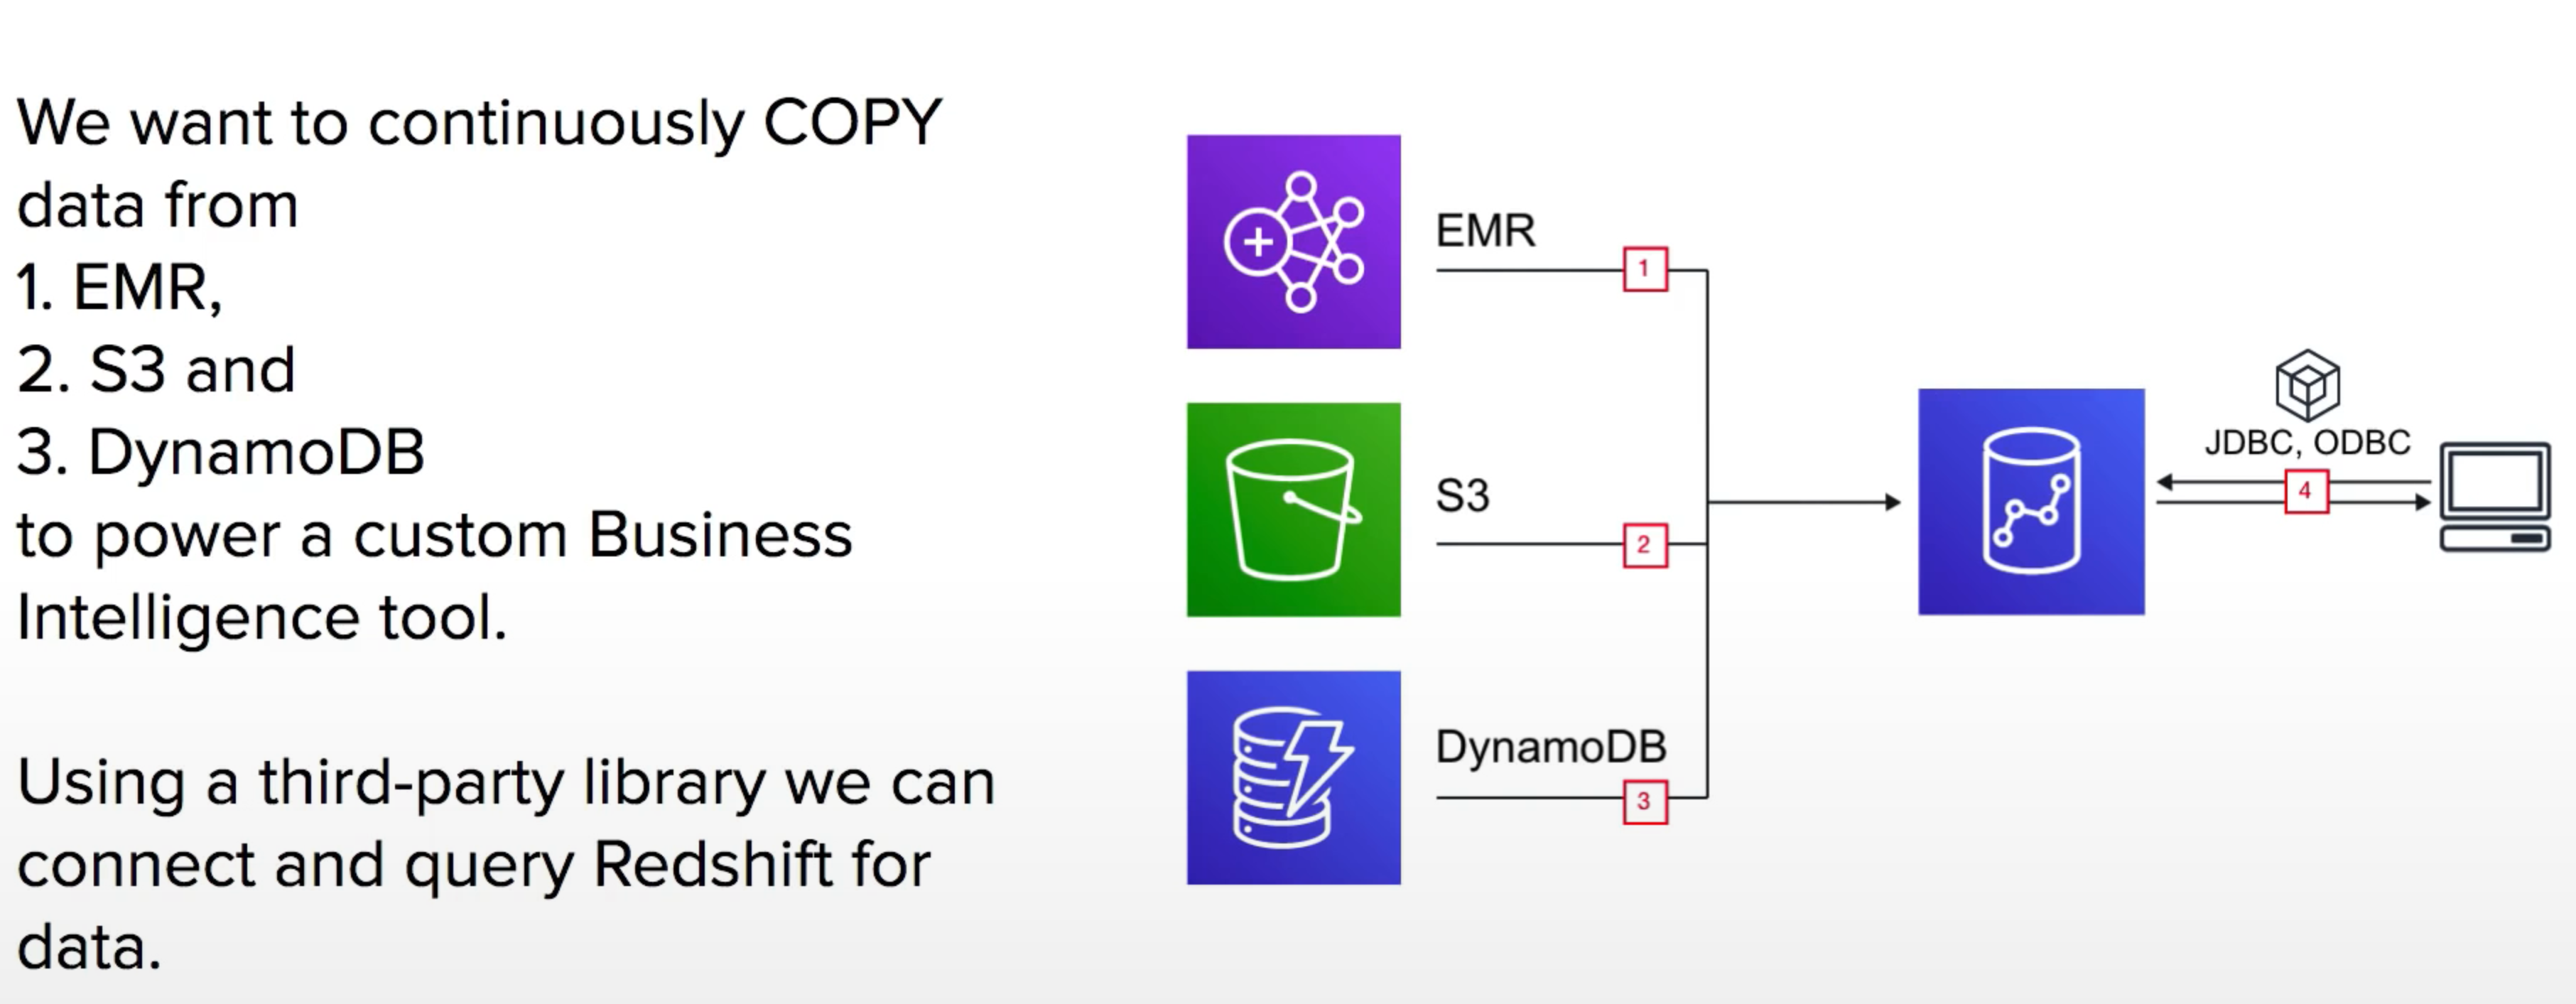 We want to continuously COPY
data from
1. EMR,
2. S3 and
3. DynamoDB
to power a custom Business
Intelligence tool.
Using a third-party library we can
connect and query Redshift for
data.
EMR
1
S3
2
DynamoDB
3
JDBC, ODBC
4